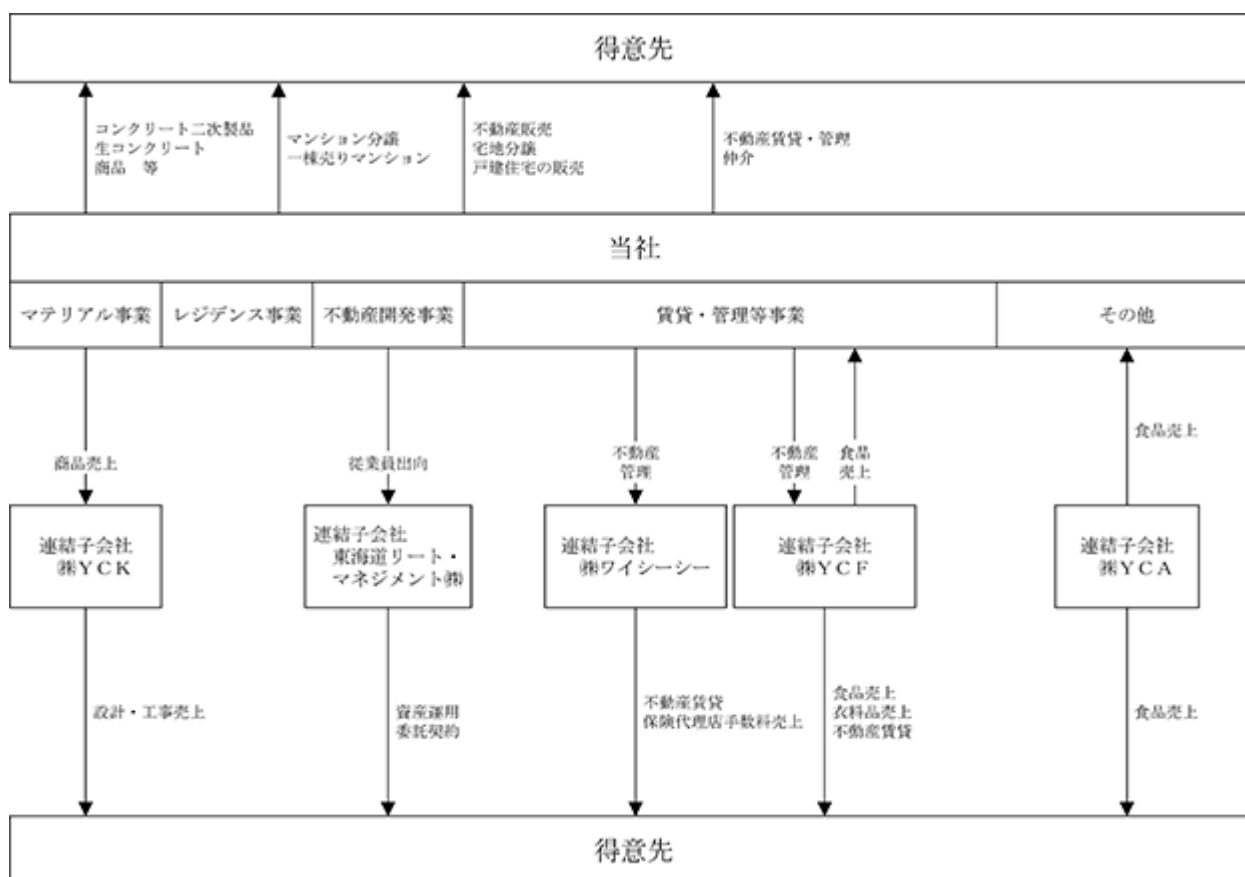 得意先
コンクリート二次製品
生コンクリート
商品　等
マンション分譲
一棟売りマンション
不動産販売
宅地分譲
戸建住宅の販売
不動産賃貸・管理
仲介
当社
マテリアル事業
レジデンス事業
不動産開発事業
賃貸・管理等事業
その他
商品売上
従業員出向
不動産
管理
不動産
管理
食品
売上
食品売上
連結子会社
㈱ＹＣＫ
連結子会社
東海道リート・
マネジメント㈱
連結子会社
㈱ワイシーシー
連結子会社
㈱ＹＣＦ
連結子会社
㈱ＹＣＡ
設計・工事売上
資産運用
委託契約
不動産賃貸
保険代理店手数料売上
食品売上
衣料品売上
不動産賃貸
食品売上
得意先